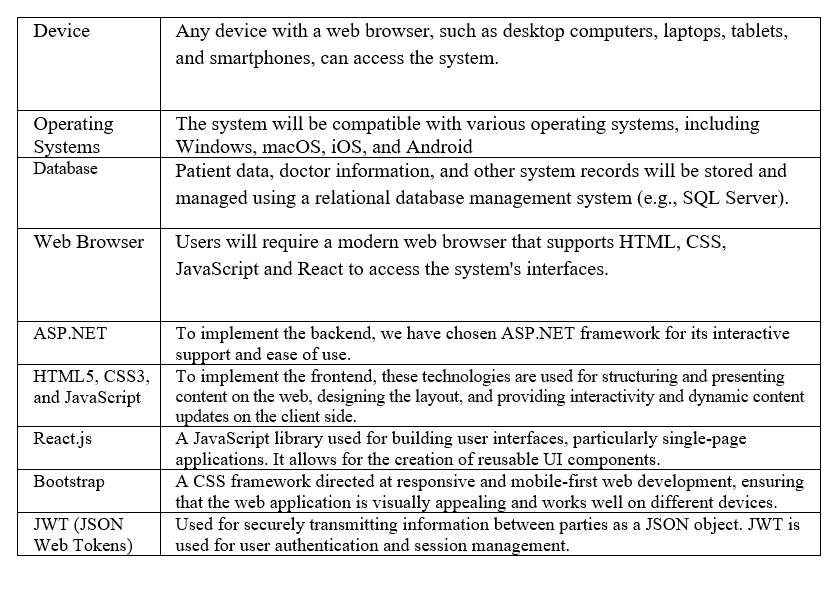 Device
Any device with a web browser, such as desktop computers, laptops, tablets,
and smartphones, can access the system.
Operating
Systems
The system will be compatible with various operating systems, including
Windows, macOS, iOS, and Android
Database
Patient data, doctor information, and other system records will be stored and
managed using a relational database management system (e.g., SQL Server).
Web Browser
Users will require a modern web browser that supports HTML, CSS,
JavaScript and React to access the system's interfaces.
ASP.NET
To implement the backend, we have chosen ASP.NET framework for its interactive
support and ease of use.
HTML5, CSS3,
and JavaScript
To implement the frontend, these technologies are used for structuring and presenting
content on the web, designing the layout, and providing interactivity and dynamic content
updates on the client side.
React.js
A JavaScript library used for building user interfaces, particularly single-page
applications. It allows for the creation of reusable UI components.
Bootstrap
A CSS framework directed at responsive and mobile-first web development, ensuring
that the web application is visually appealing and works well on different devices.
JWT (JSON
Web Tokens)
Used for securely transmitting information between parties as a JSON object. JWT is
used for user authentication and session management.